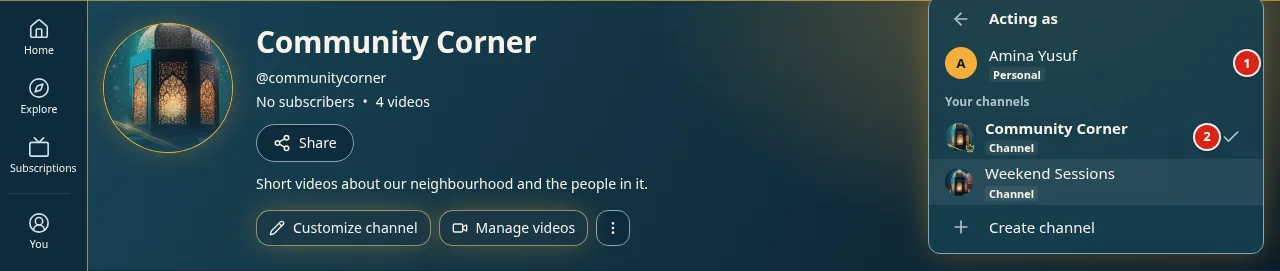 Home
Explore
Subscriptions
You
Community Corner
@communitycorner
No subscribers • 4 videos
Share
Short videos about our neighbourhood and the people in it.
Customize channel
Manage videos
Acting as
A
Amina Yusuf
Personal
1
Your channels
Community Corner
Channel
2
Weekend Sessions
Channel
Create channel